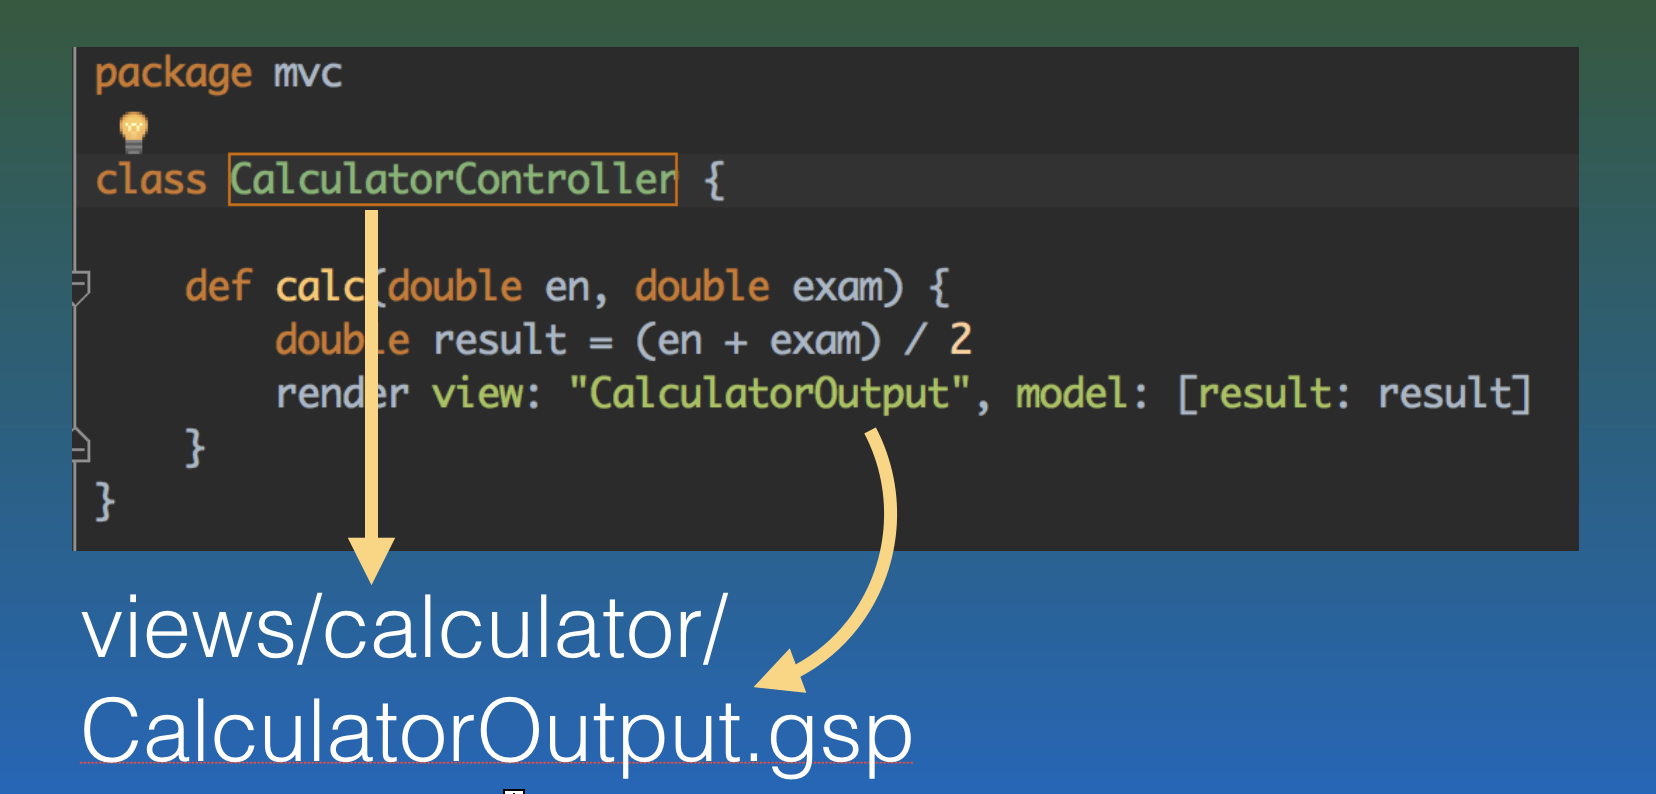 package mvc
class CalculatorController {
def calc(double en, double exam) {
double result = (en + exam) / 2
render view: "CalculatorOutput", model: [result: result]
}
}
views/calculator/
CalculatorOutput.gsp